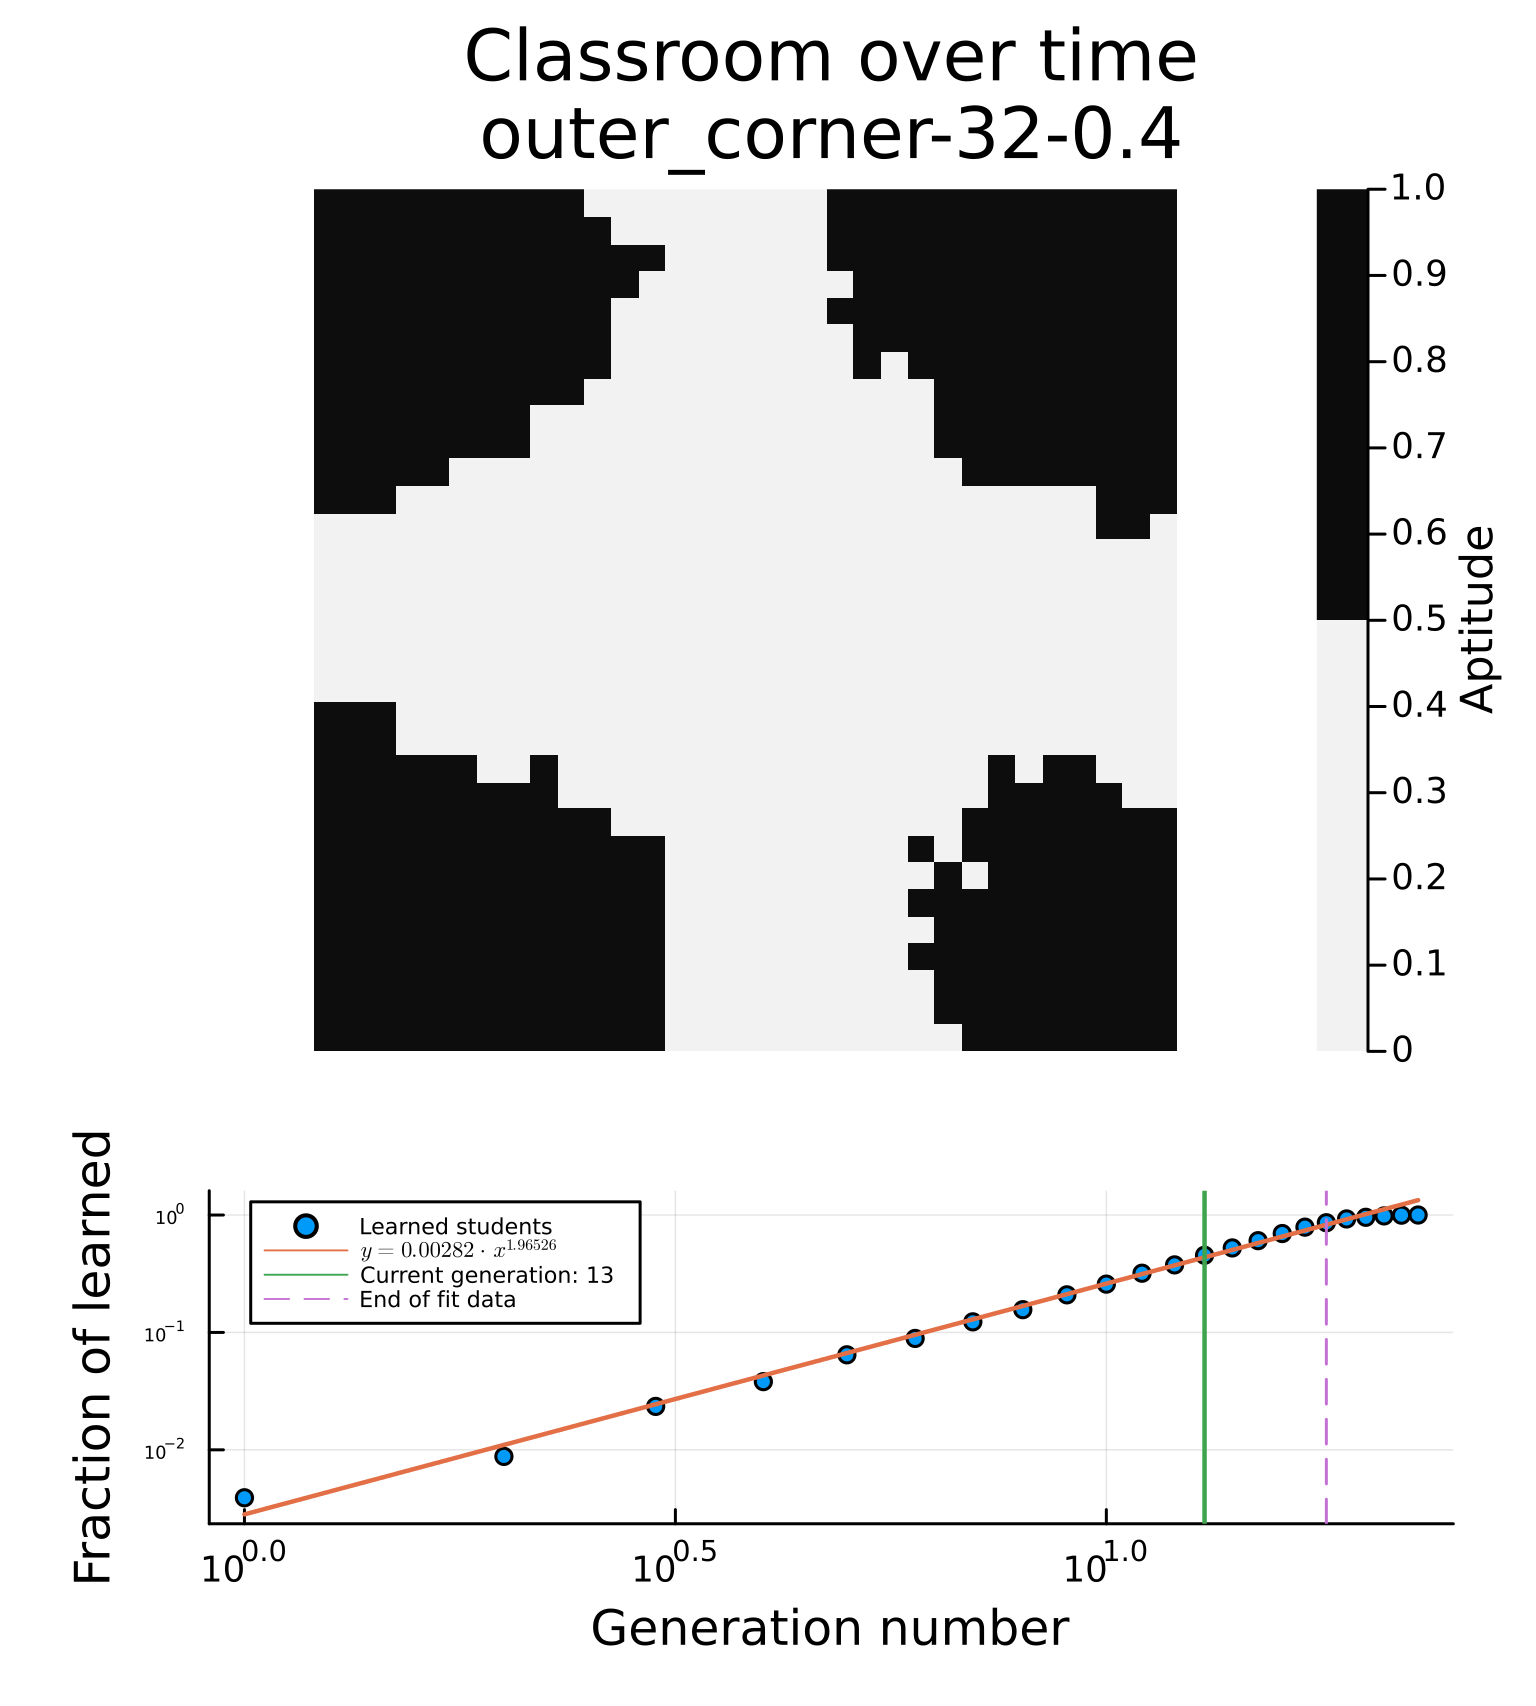 Classroom over time
outer_corner-32-0.4
1.0
0.9
0.8
0.7
0.6
0.5
0.4
0.3
0.2
0.1
0
Aptitude
Fraction of learned
10⁰
10⁻¹
10⁻²
Learned students
y = 0.00282 · x^1.96526
Current generation: 13
End of fit data
10^0.0
10^0.5
10^1.0
Generation number